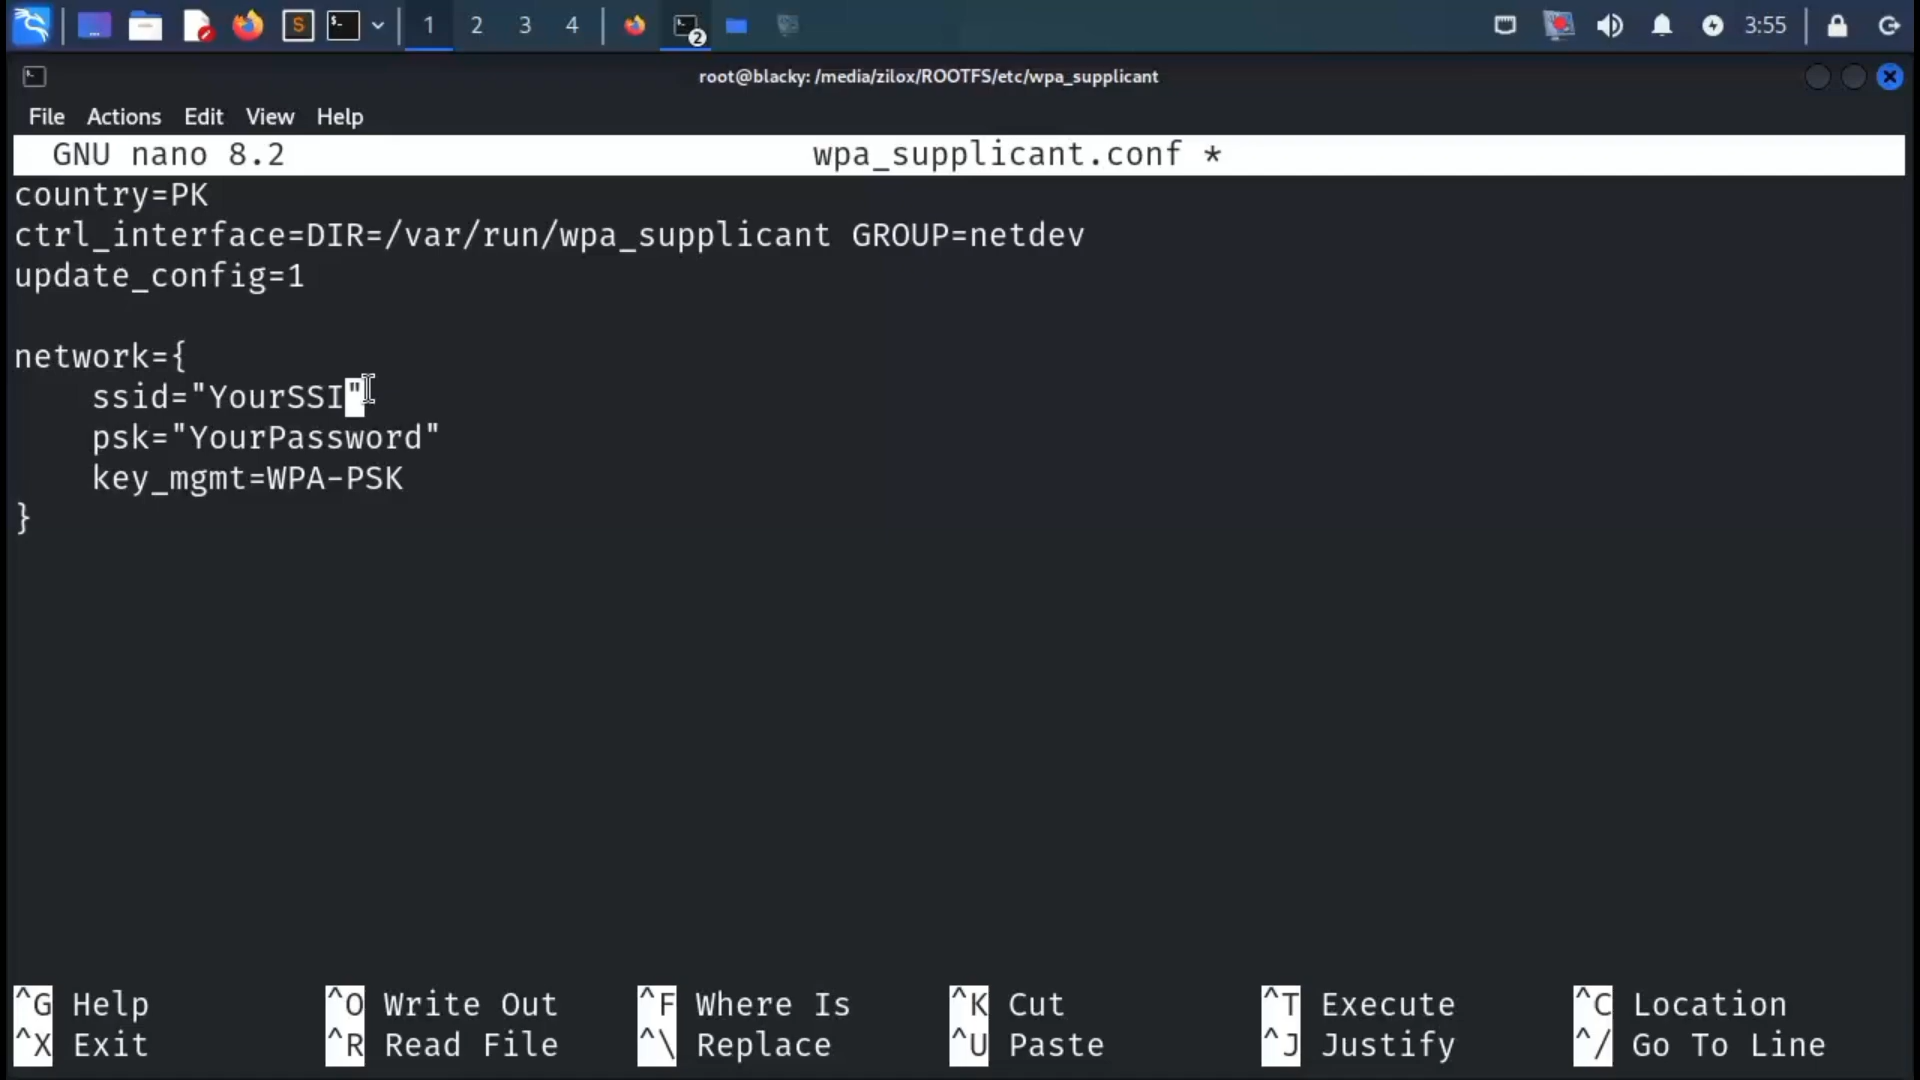 1 2 3 4 2 3:55
root@blacky: /media/zilox/ROOTFS/etc/wpa_supplicant
File Actions Edit View Help
GNU nano 8.2 wpa_supplicant.conf *
country=PK
ctrl_interface=DIR=/var/run/wpa_supplicant GROUP=netdev
update_config=1
network={
ssid="YourSSI"
psk="YourPassword"
key_mgmt=WPA-PSK
}
^G Help ^O Write Out ^F Where Is ^K Cut ^T Execute ^C Location
^X Exit ^R Read File ^\ Replace ^U Paste ^J Justify ^/ Go To Line